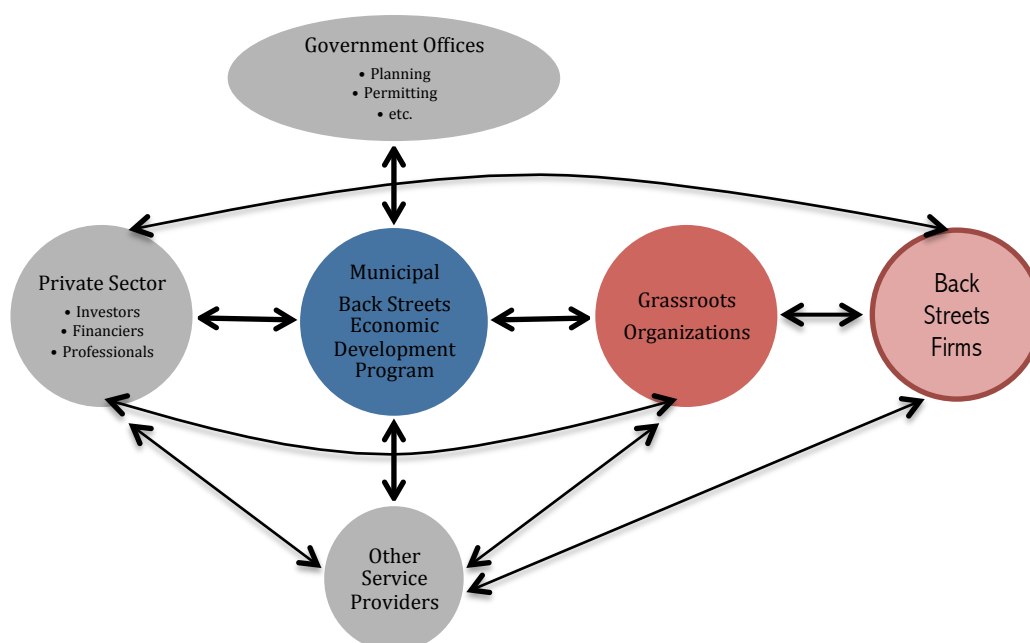 Government Offices
• Planning
• Permitting
• etc.
Private Sector
• Investors
• Financiers
• Professionals
Municipal
Back Streets
Economic
Development
Program
Grassroots
Organizations
Back
Streets
Firms
Other
Service
Providers